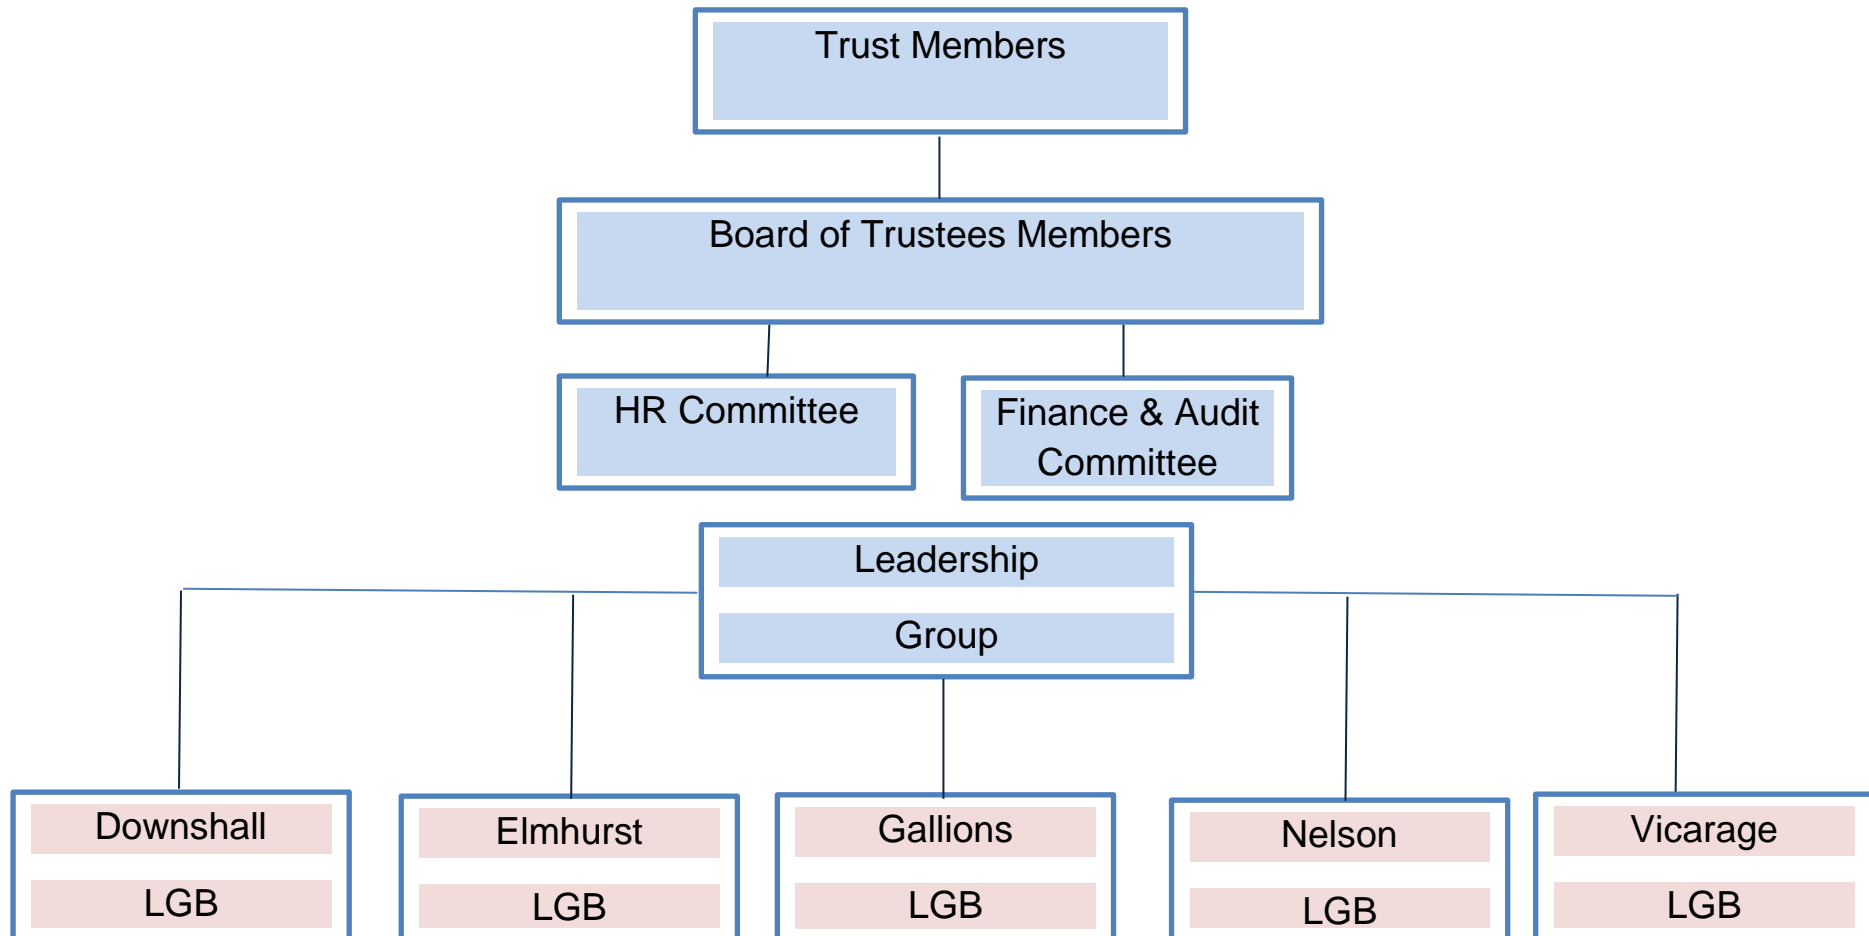 Trust Members
Board of Trustees Members
HR Committee
Finance & Audit
Committee
Leadership
Group
Downshall
LGB
Elmhurst
LGB
Gallions
LGB
Nelson
LGB
Vicarage
LGB